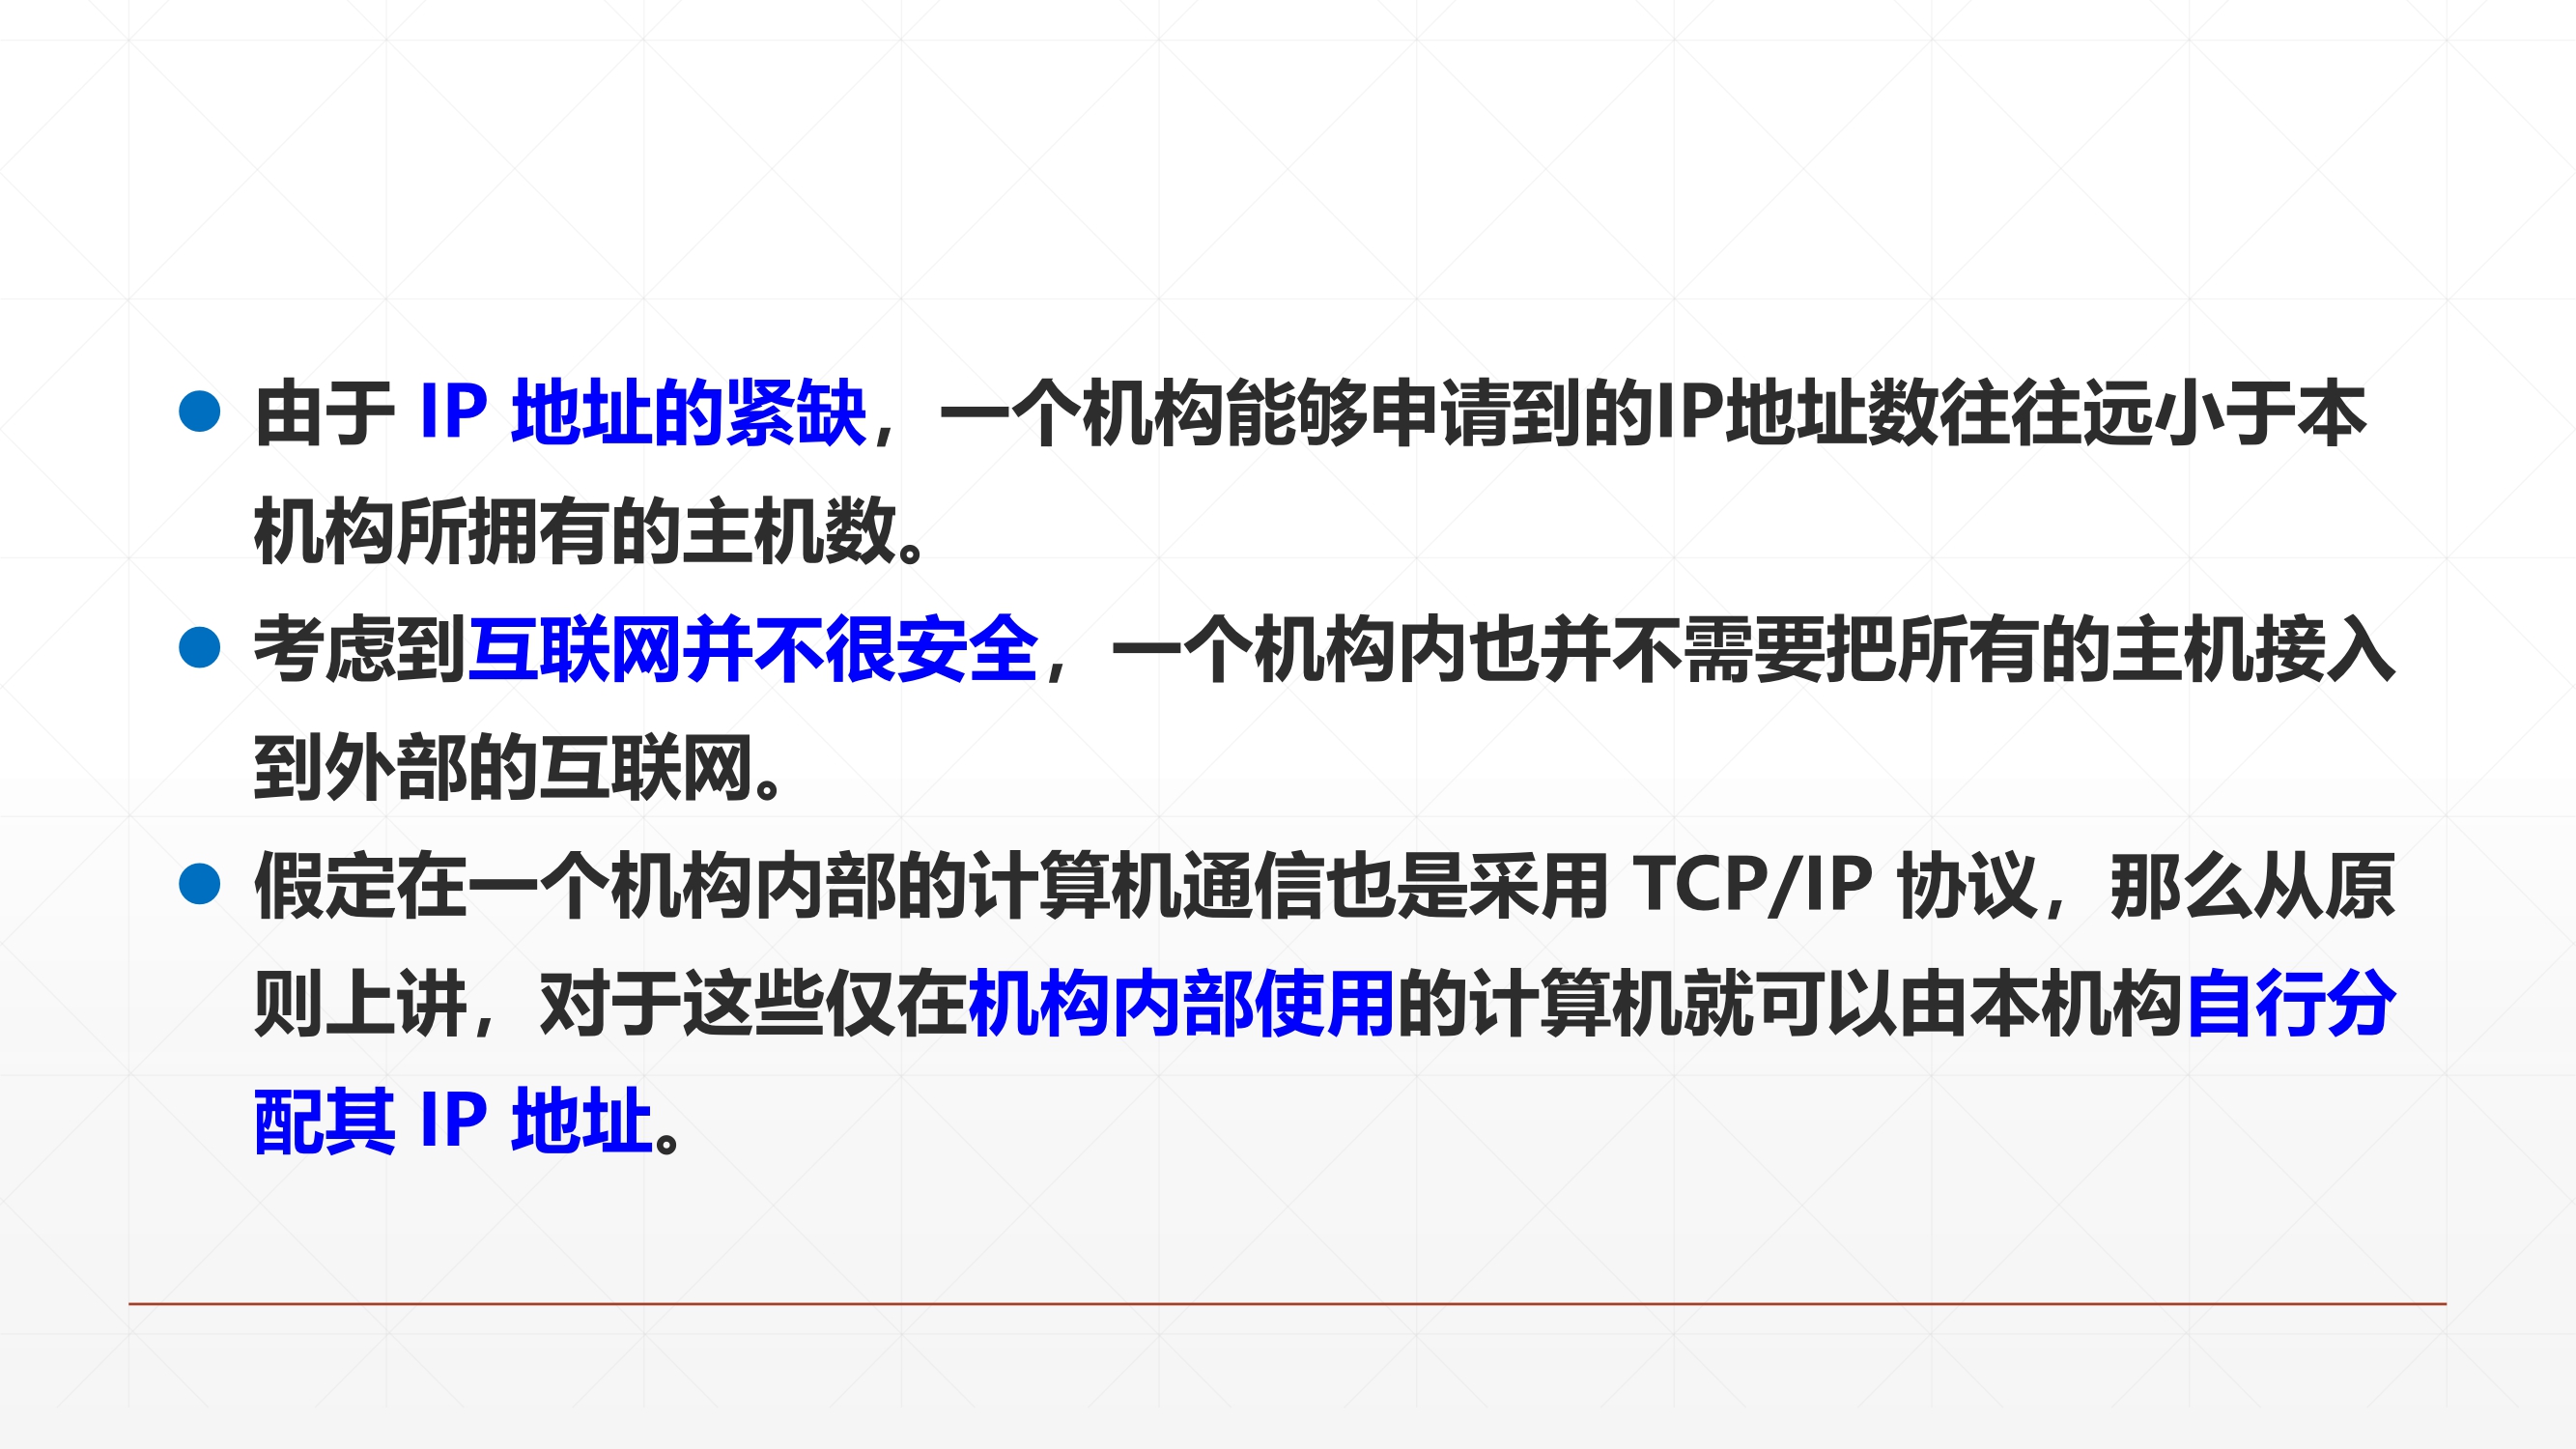 ● 由于 IP 地址的紧缺，一个机构能够申请到的IP地址数往往远小于本
机构所拥有的主机数。
● 考虑到互联网并不很安全，一个机构内也并不需要把所有的主机接入
到外部的互联网。
● 假定在一个机构内部的计算机通信也是采用 TCP/IP 协议，那么从原
则上讲，对于这些仅在机构内部使用的计算机就可以由本机构自行分
配其 IP 地址。